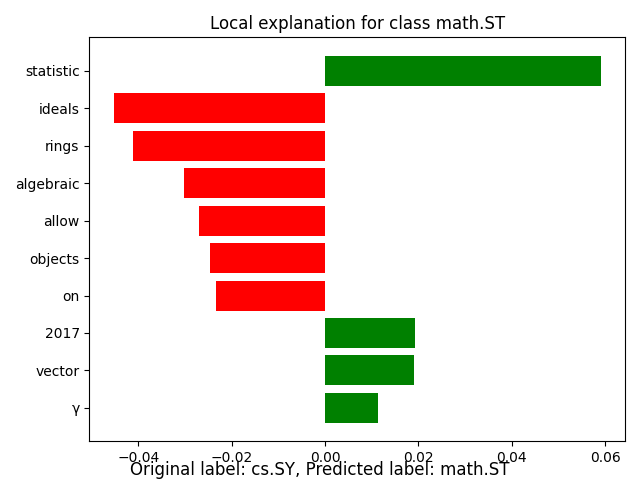 Local explanation for class math.ST
statistic
ideals
rings
algebraic
allow
objects
on
2017
vector
γ
−0.04 −0.02 0.00 0.02 0.04 0.06
Original label: cs.SY, Predicted label: math.ST